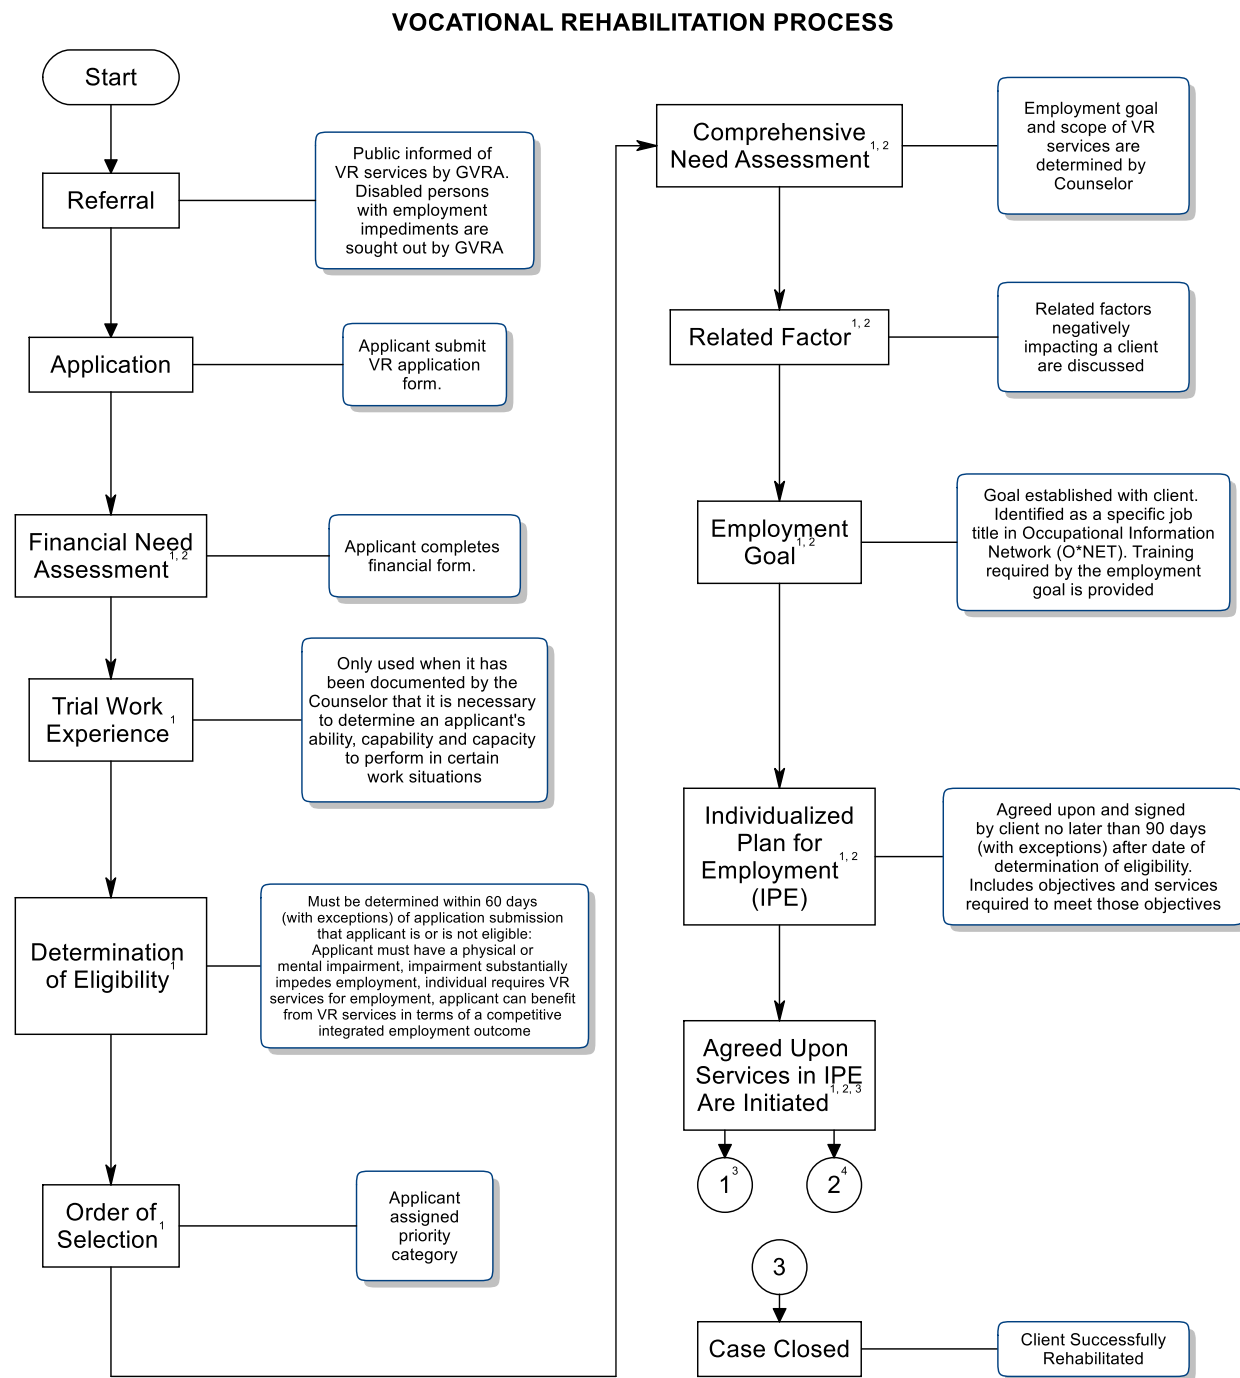 VOCATIONAL REHABILITATION PROCESS
Start
Referral
Public informed of
VR services by GVRA.
Disabled persons
with employment
impediments are
sought out by GVRA
Application
Applicant submit
VR application
form.
Financial Need
Assessment 1, 2
Applicant completes
financial form.
Trial Work
Experience 1
Only used when it has
been documented by the
Counselor that it is necessary
to determine an applicant's
ability, capability and capacity
to perform in certain
work situations
Determination
of Eligibility 1
Must be determined within 60 days
(with exceptions) of application submission
that applicant is or is not eligible:
Applicant must have a physical or
mental impairment, impairment substantially
impedes employment, individual requires VR
services for employment, applicant can benefit
from VR services in terms of a competitive
integrated employment outcome
Order of
Selection 1
Applicant
assigned
priority
category
Comprehensive
Need Assessment 1, 2
Employment goal
and scope of VR
services are
determined by
Counselor
Related Factor 1, 2
Related factors
negatively
impacting a client
are discussed
Employment
Goal 1, 2
Goal established with client.
Identified as a specific job
title in Occupational Information
Network (O*NET). Training
required by the employment
goal is provided
Individualized
Plan for
Employment 1, 2
(IPE)
Agreed upon and signed
by client no later than 90 days
(with exceptions) after date of
determination of eligibility.
Includes objectives and services
required to meet those objectives
Agreed Upon
Services in IPE
Are Initiated 1, 2, 3
1 3
2 4
3
Case Closed
Client Successfully
Rehabilitated